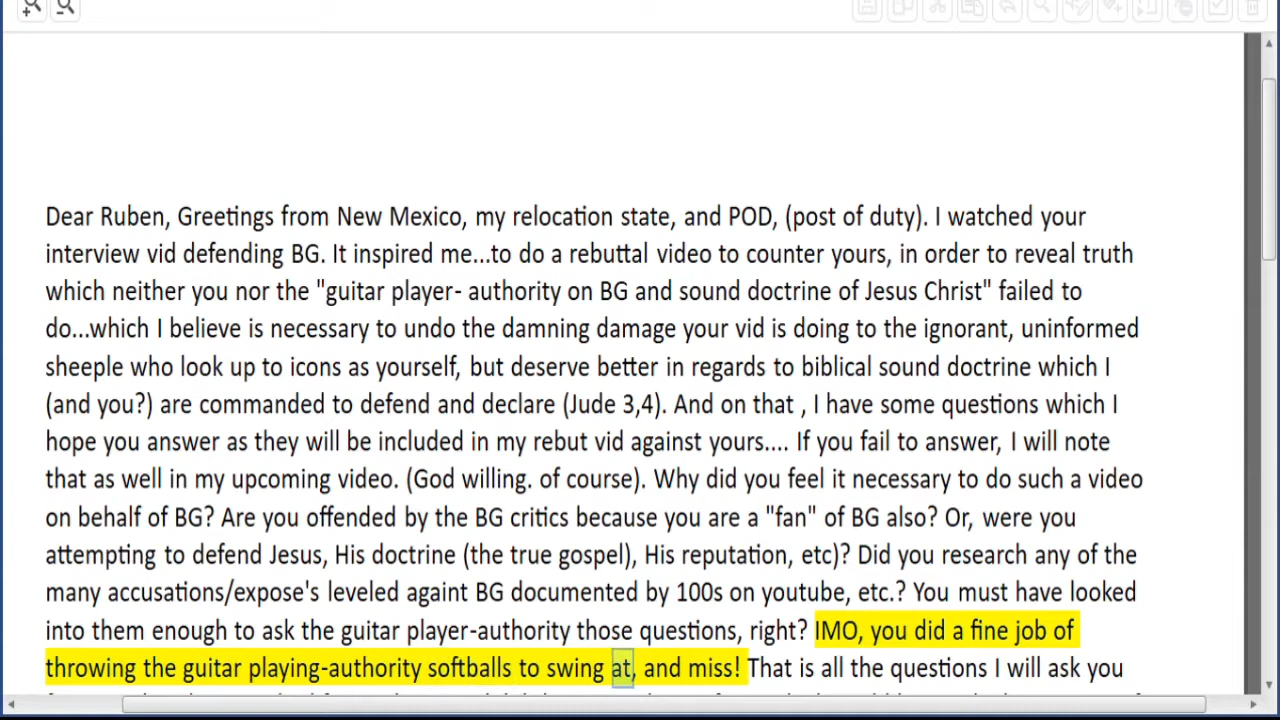 Dear Ruben, Greetings from New Mexico, my relocation state, and POD, (post of duty). I watched your
interview vid defending BG. It inspired me...to do a rebuttal video to counter yours, in order to reveal truth
which neither you nor the "guitar player- authority on BG and sound doctrine of Jesus Christ" failed to
do...which I believe is necessary to undo the damning damage your vid is doing to the ignorant, uninformed
sheeple who look up to icons as yourself, but deserve better in regards to biblical sound doctrine which I
(and you?) are commanded to defend and declare (Jude 3,4). And on that , I have some questions which I
hope you answer as they will be included in my rebut vid against yours.... If you fail to answer, I will note
that as well in my upcoming video. (God willing. of course). Why did you feel it necessary to do such a video
on behalf of BG? Are you offended by the BG critics because you are a "fan" of BG also? Or, were you
attempting to defend Jesus, His doctrine (the true gospel), His reputation, etc)? Did you research any of the
many accusations/expose's leveled againt BG documented by 100s on youtube, etc.? You must have looked
into them enough to ask the guitar player-authority those questions, right? IMO, you did a fine job of
throwing the guitar playing-authority softballs to swing at, and miss! That is all the questions I will ask you